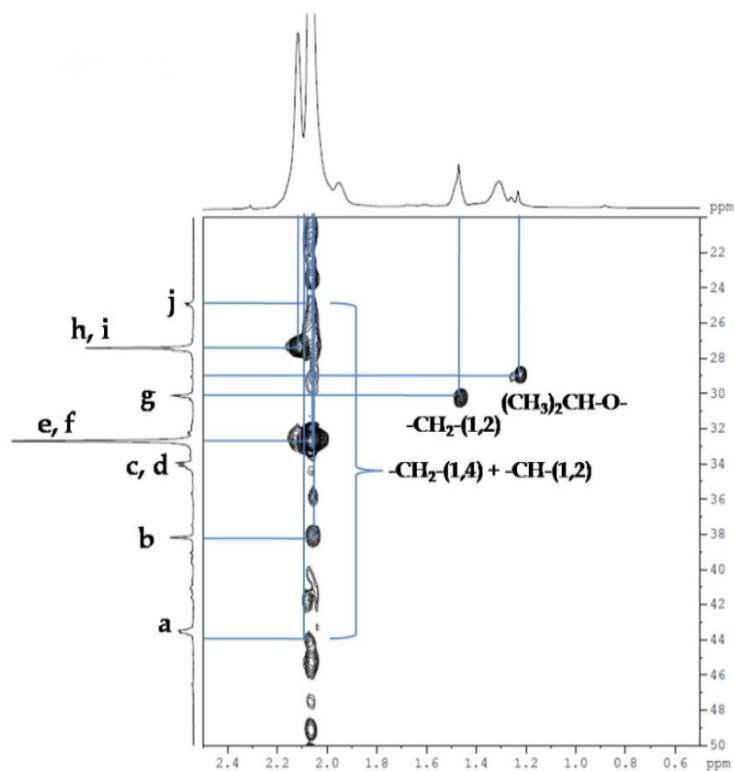 ppm
22
24
j
26
h, i
28
g
30
(CH₃)₂CH-O-
-CH₂-(1,2)
e, f
32
c, d
34
-CH₂-(1,4) + -CH-(1,2)
36
b
38
40
42
a
44
46
48
50
2.4 2.2 2.0 1.8 1.6 1.4 1.2 1.0 0.8 0.6 ppm